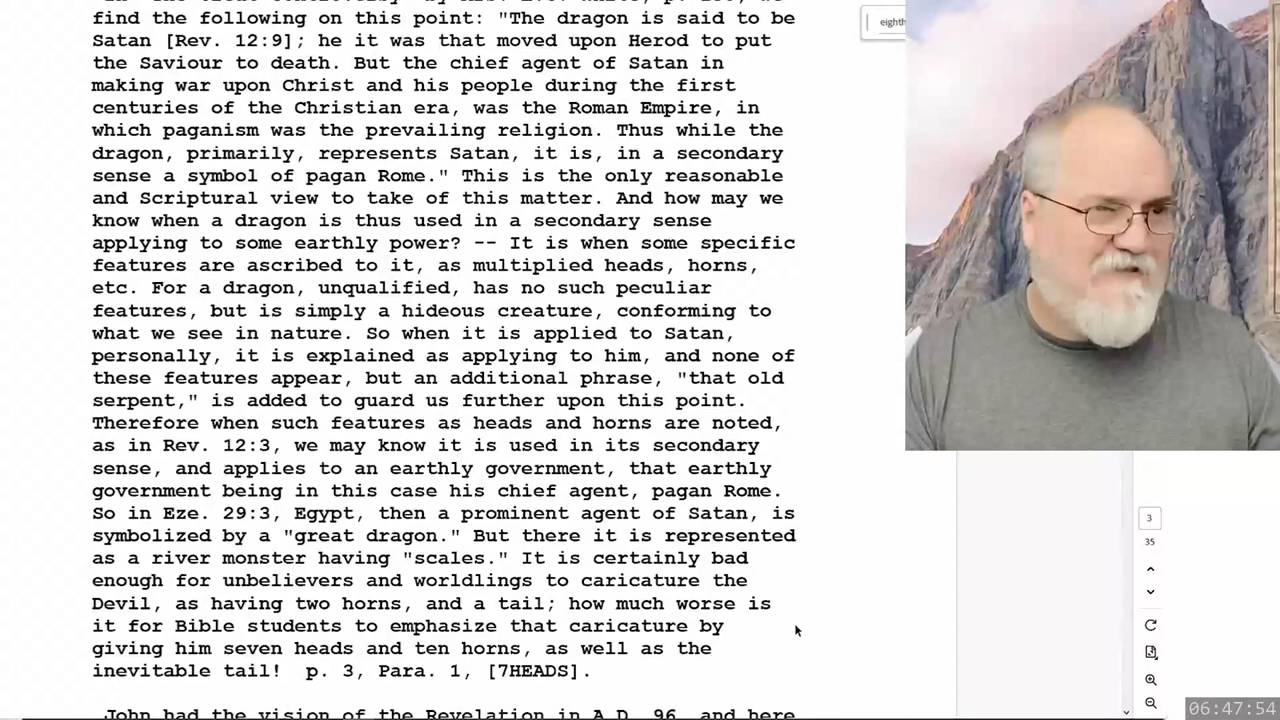 find the following on this point: "The dragon is said to be
Satan [Rev. 12:9]; he it was that moved upon Herod to put
the Saviour to death. But the chief agent of Satan in
making war upon Christ and his people during the first
centuries of the Christian era, was the Roman Empire, in
which paganism was the prevailing religion. Thus while the
dragon, primarily, represents Satan, it is, in a secondary
sense a symbol of pagan Rome." This is the only reasonable
and Scriptural view to take of this matter. And how may we
know when a dragon is thus used in a secondary sense
applying to some earthly power? -- It is when some specific
features are ascribed to it, as multiplied heads, horns,
etc. For a dragon, unqualified, has no such peculiar
features, but is simply a hideous creature, conforming to
what we see in nature. So when it is applied to Satan,
personally, it is explained as applying to him, and none of
these features appear, but an additional phrase, "that old
serpent," is added to guard us further upon this point.
Therefore when such features as heads and horns are noted,
as in Rev. 12:3, we may know it is used in its secondary
sense, and applies to an earthly government, that earthly
government being in this case his chief agent, pagan Rome.
So in Eze. 29:3, Egypt, then a prominent agent of Satan, is
symbolized by a "great dragon." But there it is represented
as a river monster having "scales." It is certainly bad
enough for unbelievers and worldlings to caricature the
Devil, as having two horns, and a tail; how much worse is
it for Bible students to emphasize that caricature by
giving him seven heads and ten horns, as well as the
inevitable tail! p. 3, Para. 1, [7HEADS].
John had the vision of the Revelation in A.D. 96, and here
eighth
3
35
06:47:54